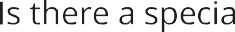 Is there a specia